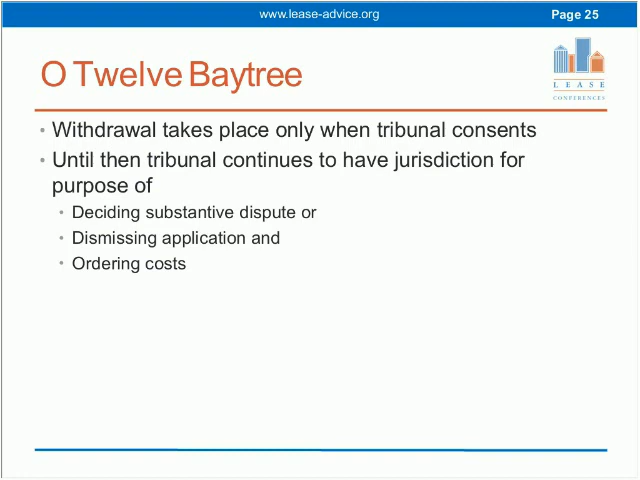 www.lease-advice.org
Page 25
O Twelve Baytree
L E A S E
CONFERENCES
• Withdrawal takes place only when tribunal consents
• Until then tribunal continues to have jurisdiction for
purpose of
• Deciding substantive dispute or
• Dismissing application and
• Ordering costs